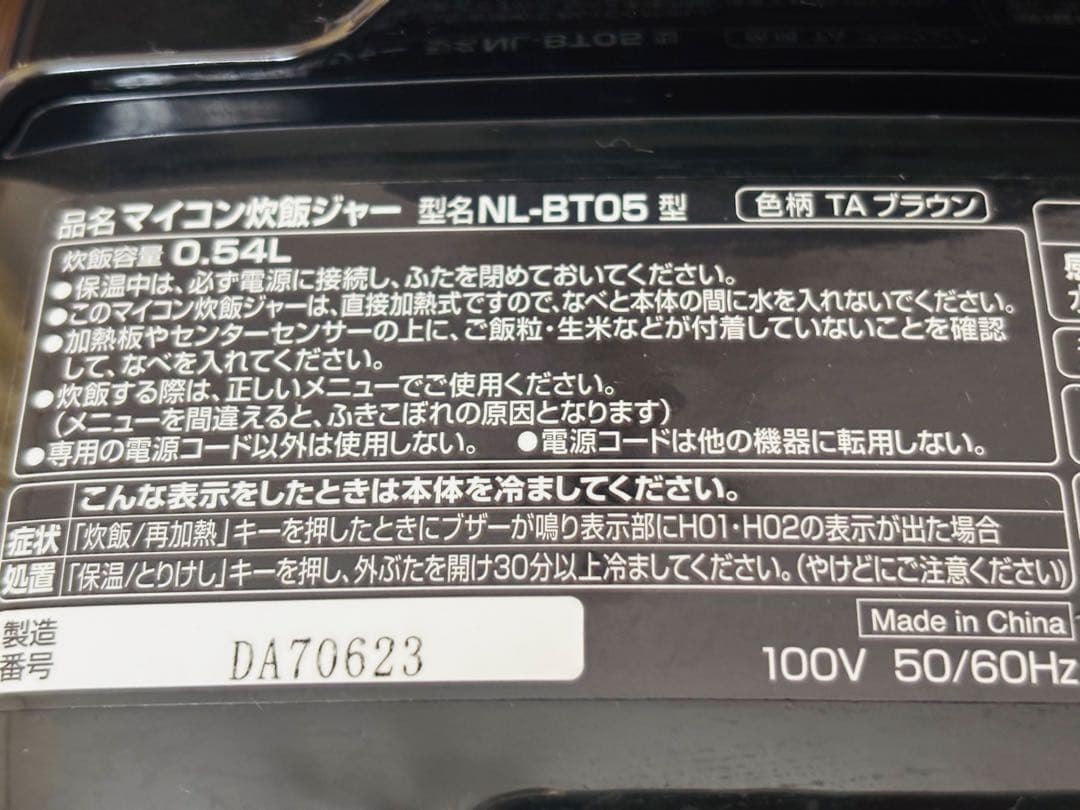 品名 マイコン炊飯ジャー 型名 NL-BT05 型 色柄 TA ブラウン
炊飯容量 0.54L
●保温中は、必ず電源に接続し、ふたを閉めておいてください。
●このマイコン炊飯ジャーは、直接加熱式ですので、なべと本体の間に水を入れないでください。
●加熱板やセンターセンサーの上に、ご飯粒・生米などが付着していないことを確認
して、なべを入れてください。
●炊飯する際は、正しいメニューでご使用ください。
(メニューを間違えると、ふきこぼれの原因となります)
●専用の電源コード以外は使用しない。 ●電源コードは他の機器に転用しない。
こんな表示をしたときは本体を冷ましてください。
症状 「炊飯/再加熱」キーを押したときにブザーが鳴り表示部にH01・H02の表示が出た場合
処置 「保温/とりけし」キーを押し、外ぶたを開け30分以上冷ましてください。(やけどにご注意ください)
製造
番号 DA70623
Made in China
100V 50/60Hz